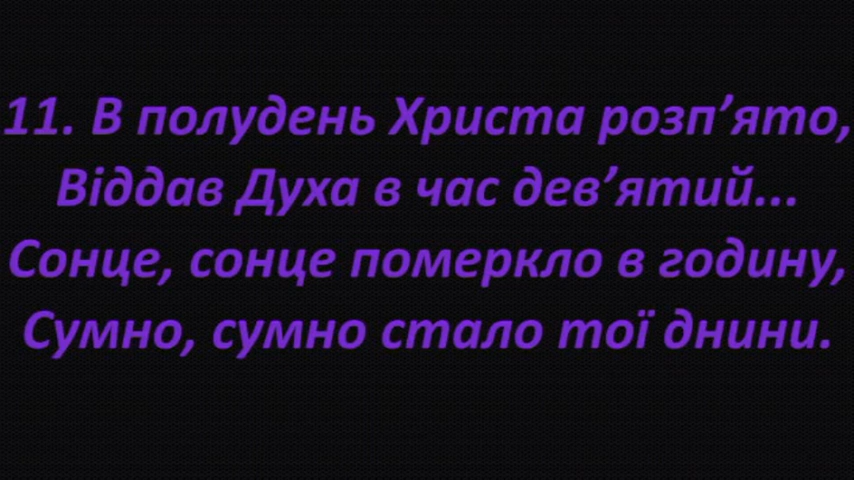 11. В полудень Христа розп’ято,
Віддав Духа в час дев’ятий...
Сонце, сонце померкло в годину,
Сумно, сумно стало тої днини.